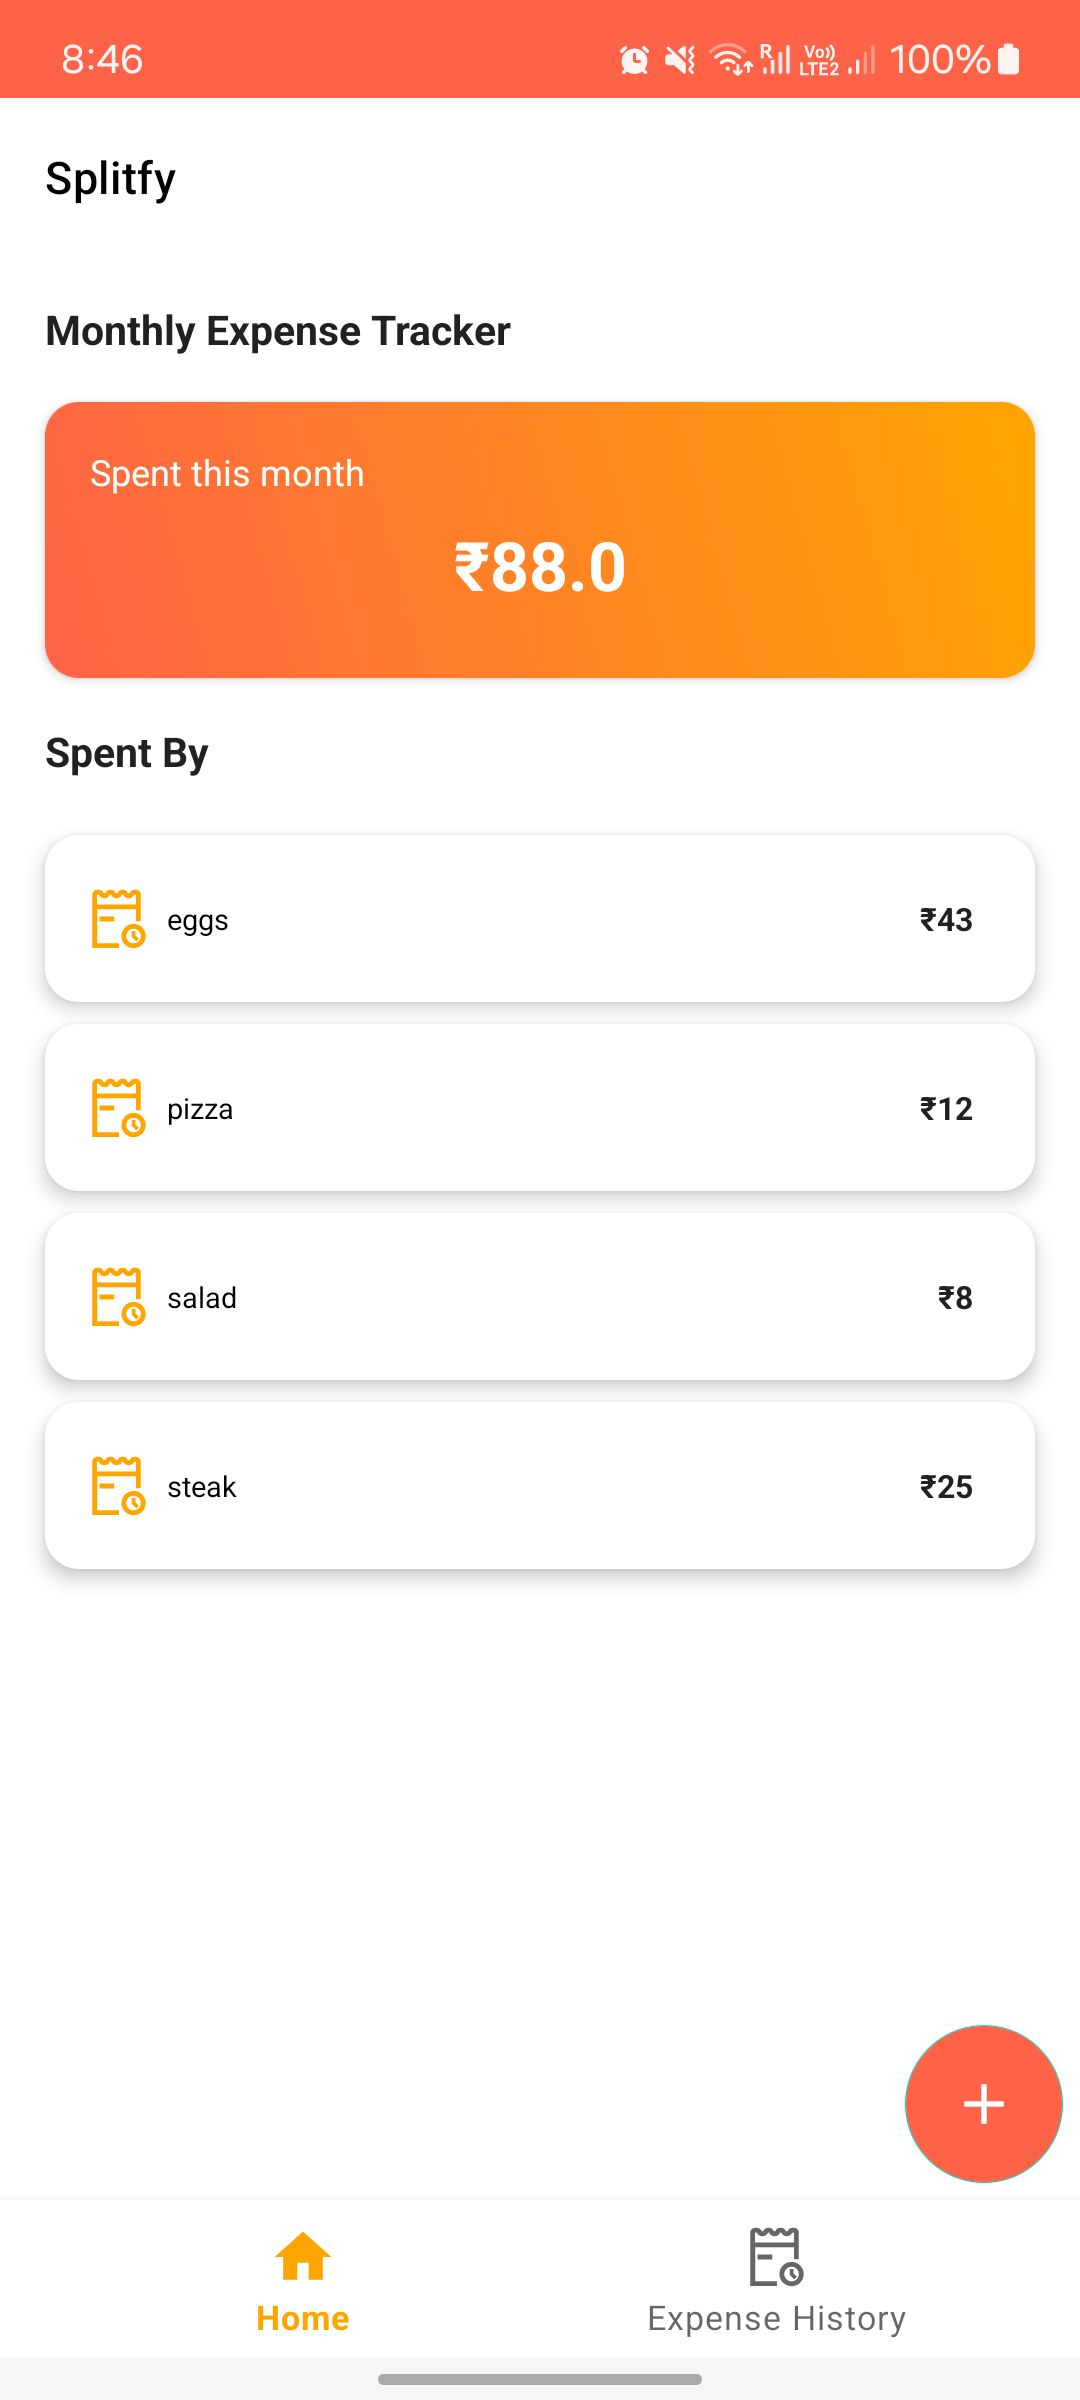 8:46 R Vo)) LTE2 100%
Splitfy
Monthly Expense Tracker
Spent this month
₹88.0
Spent By
eggs ₹43
pizza ₹12
salad ₹8
steak ₹25
Home Expense History